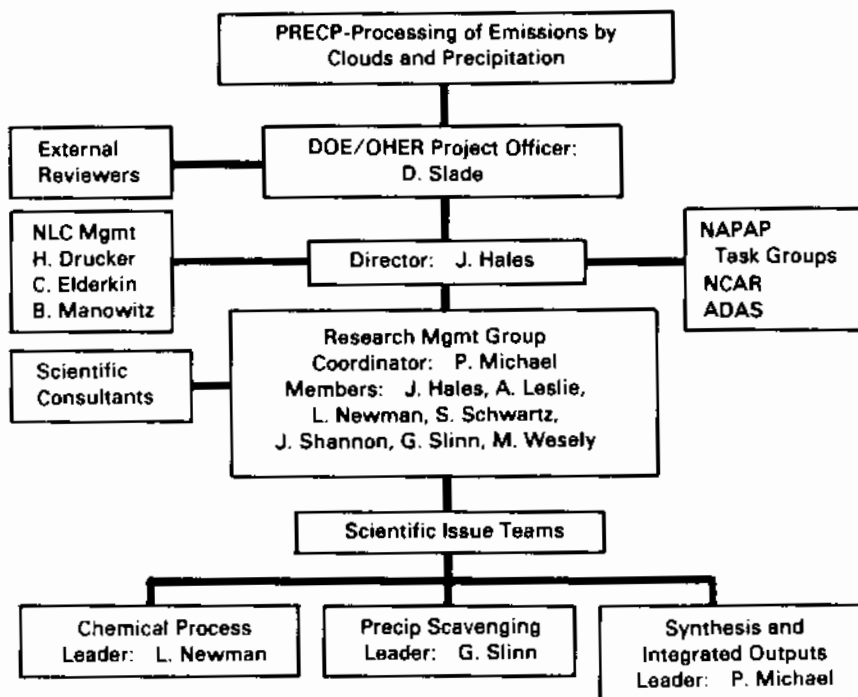 PRECP-Processing of Emissions by
Clouds and Precipitation
External
Reviewers
DOE/OHER Project Officer:
D. Slade
NLC Mgmt
H. Drucker
C. Elderkin
B. Manowitz
Director: J. Hales
NAPAP
Task Groups
NCAR
ADAS
Research Mgmt Group
Coordinator: P. Michael
Members: J. Hales, A. Leslie,
L. Newman, S. Schwartz,
J. Shannon, G. Slinn, M. Wesely
Scientific
Consultants
Scientific Issue Teams
Chemical Process
Leader: L. Newman
Precip Scavenging
Leader: G. Slinn
Synthesis and
Integrated Outputs
Leader: P. Michael